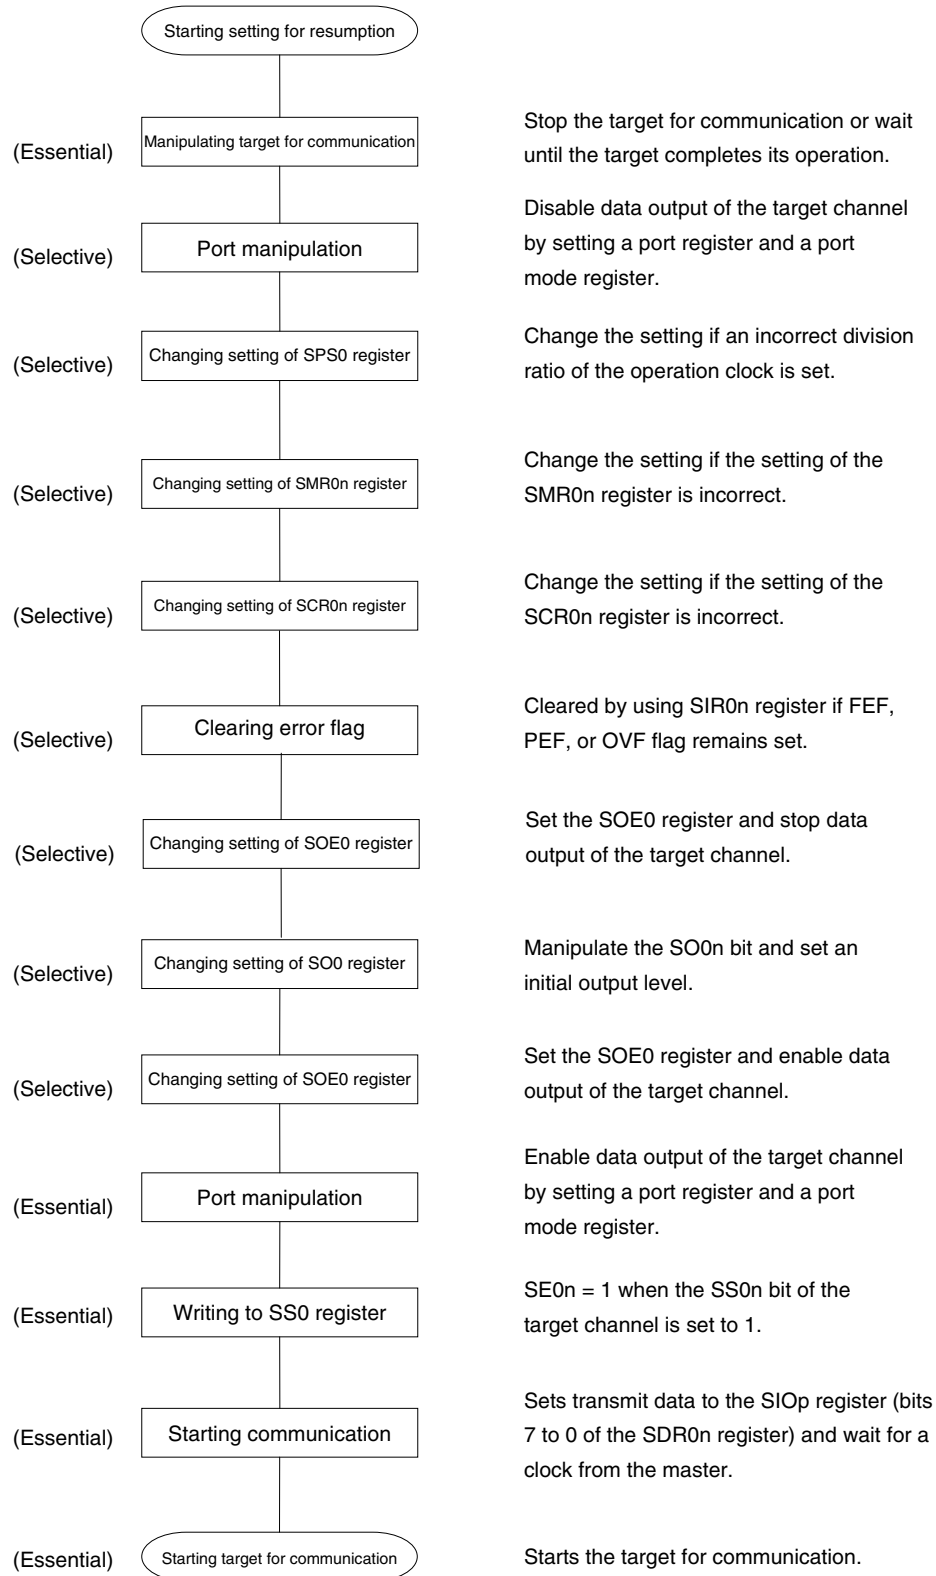 Starting setting for resumption
(Essential)
Manipulating target for communication
Stop the target for communication or wait
until the target completes its operation.
(Selective)
Port manipulation
Disable data output of the target channel
by setting a port register and a port
mode register.
(Selective)
Changing setting of SPS0 register
Change the setting if an incorrect division
ratio of the operation clock is set.
(Selective)
Changing setting of SMR0n register
Change the setting if the setting of the
SMR0n register is incorrect.
(Selective)
Changing setting of SCR0n register
Change the setting if the setting of the
SCR0n register is incorrect.
(Selective)
Clearing error flag
Cleared by using SIR0n register if FEF,
PEF, or OVF flag remains set.
(Selective)
Changing setting of SOE0 register
Set the SOE0 register and stop data
output of the target channel.
(Selective)
Changing setting of SO0 register
Manipulate the SO0n bit and set an
initial output level.
(Selective)
Changing setting of SOE0 register
Set the SOE0 register and enable data
output of the target channel.
(Essential)
Port manipulation
Enable data output of the target channel
by setting a port register and a port
mode register.
(Essential)
Writing to SS0 register
SE0n = 1 when the SS0n bit of the
target channel is set to 1.
(Essential)
Starting communication
Sets transmit data to the SIOp register (bits
7 to 0 of the SDR0n register) and wait for a
clock from the master.
(Essential)
Starting target for communication
Starts the target for communication.